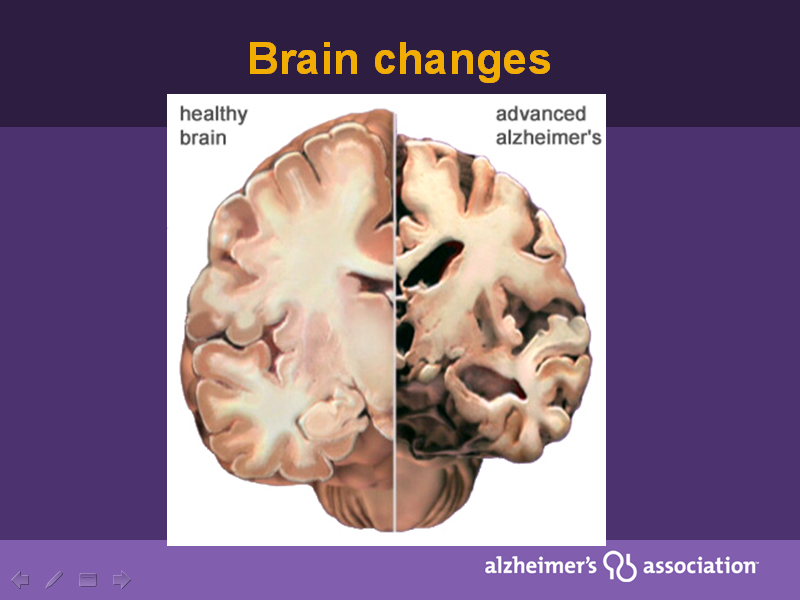 Brain changes
healthy
brain
advanced
alzheimer's
alzheimer's association